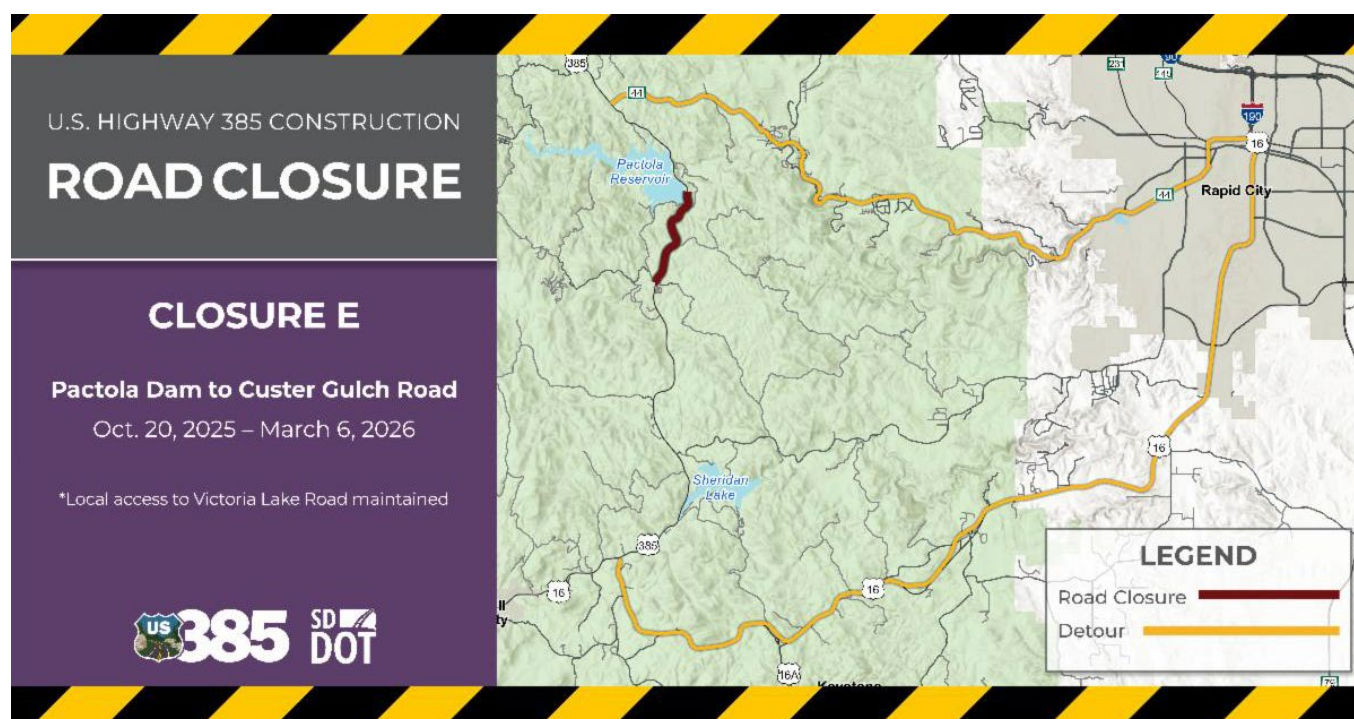 U.S. HIGHWAY 385 CONSTRUCTION
ROAD CLOSURE
CLOSURE E
Pactola Dam to Custer Gulch Road
Oct. 20, 2025 – March 6, 2026
*Local access to Victoria Lake Road maintained
US 385
SD
DOT
385
44
Pactola
Reservoir
231
90
190
16
44
Rapid City
16
Sheridan
Lake
385
16
16
16A
Keystone
79
LEGEND
Road Closure
Detour